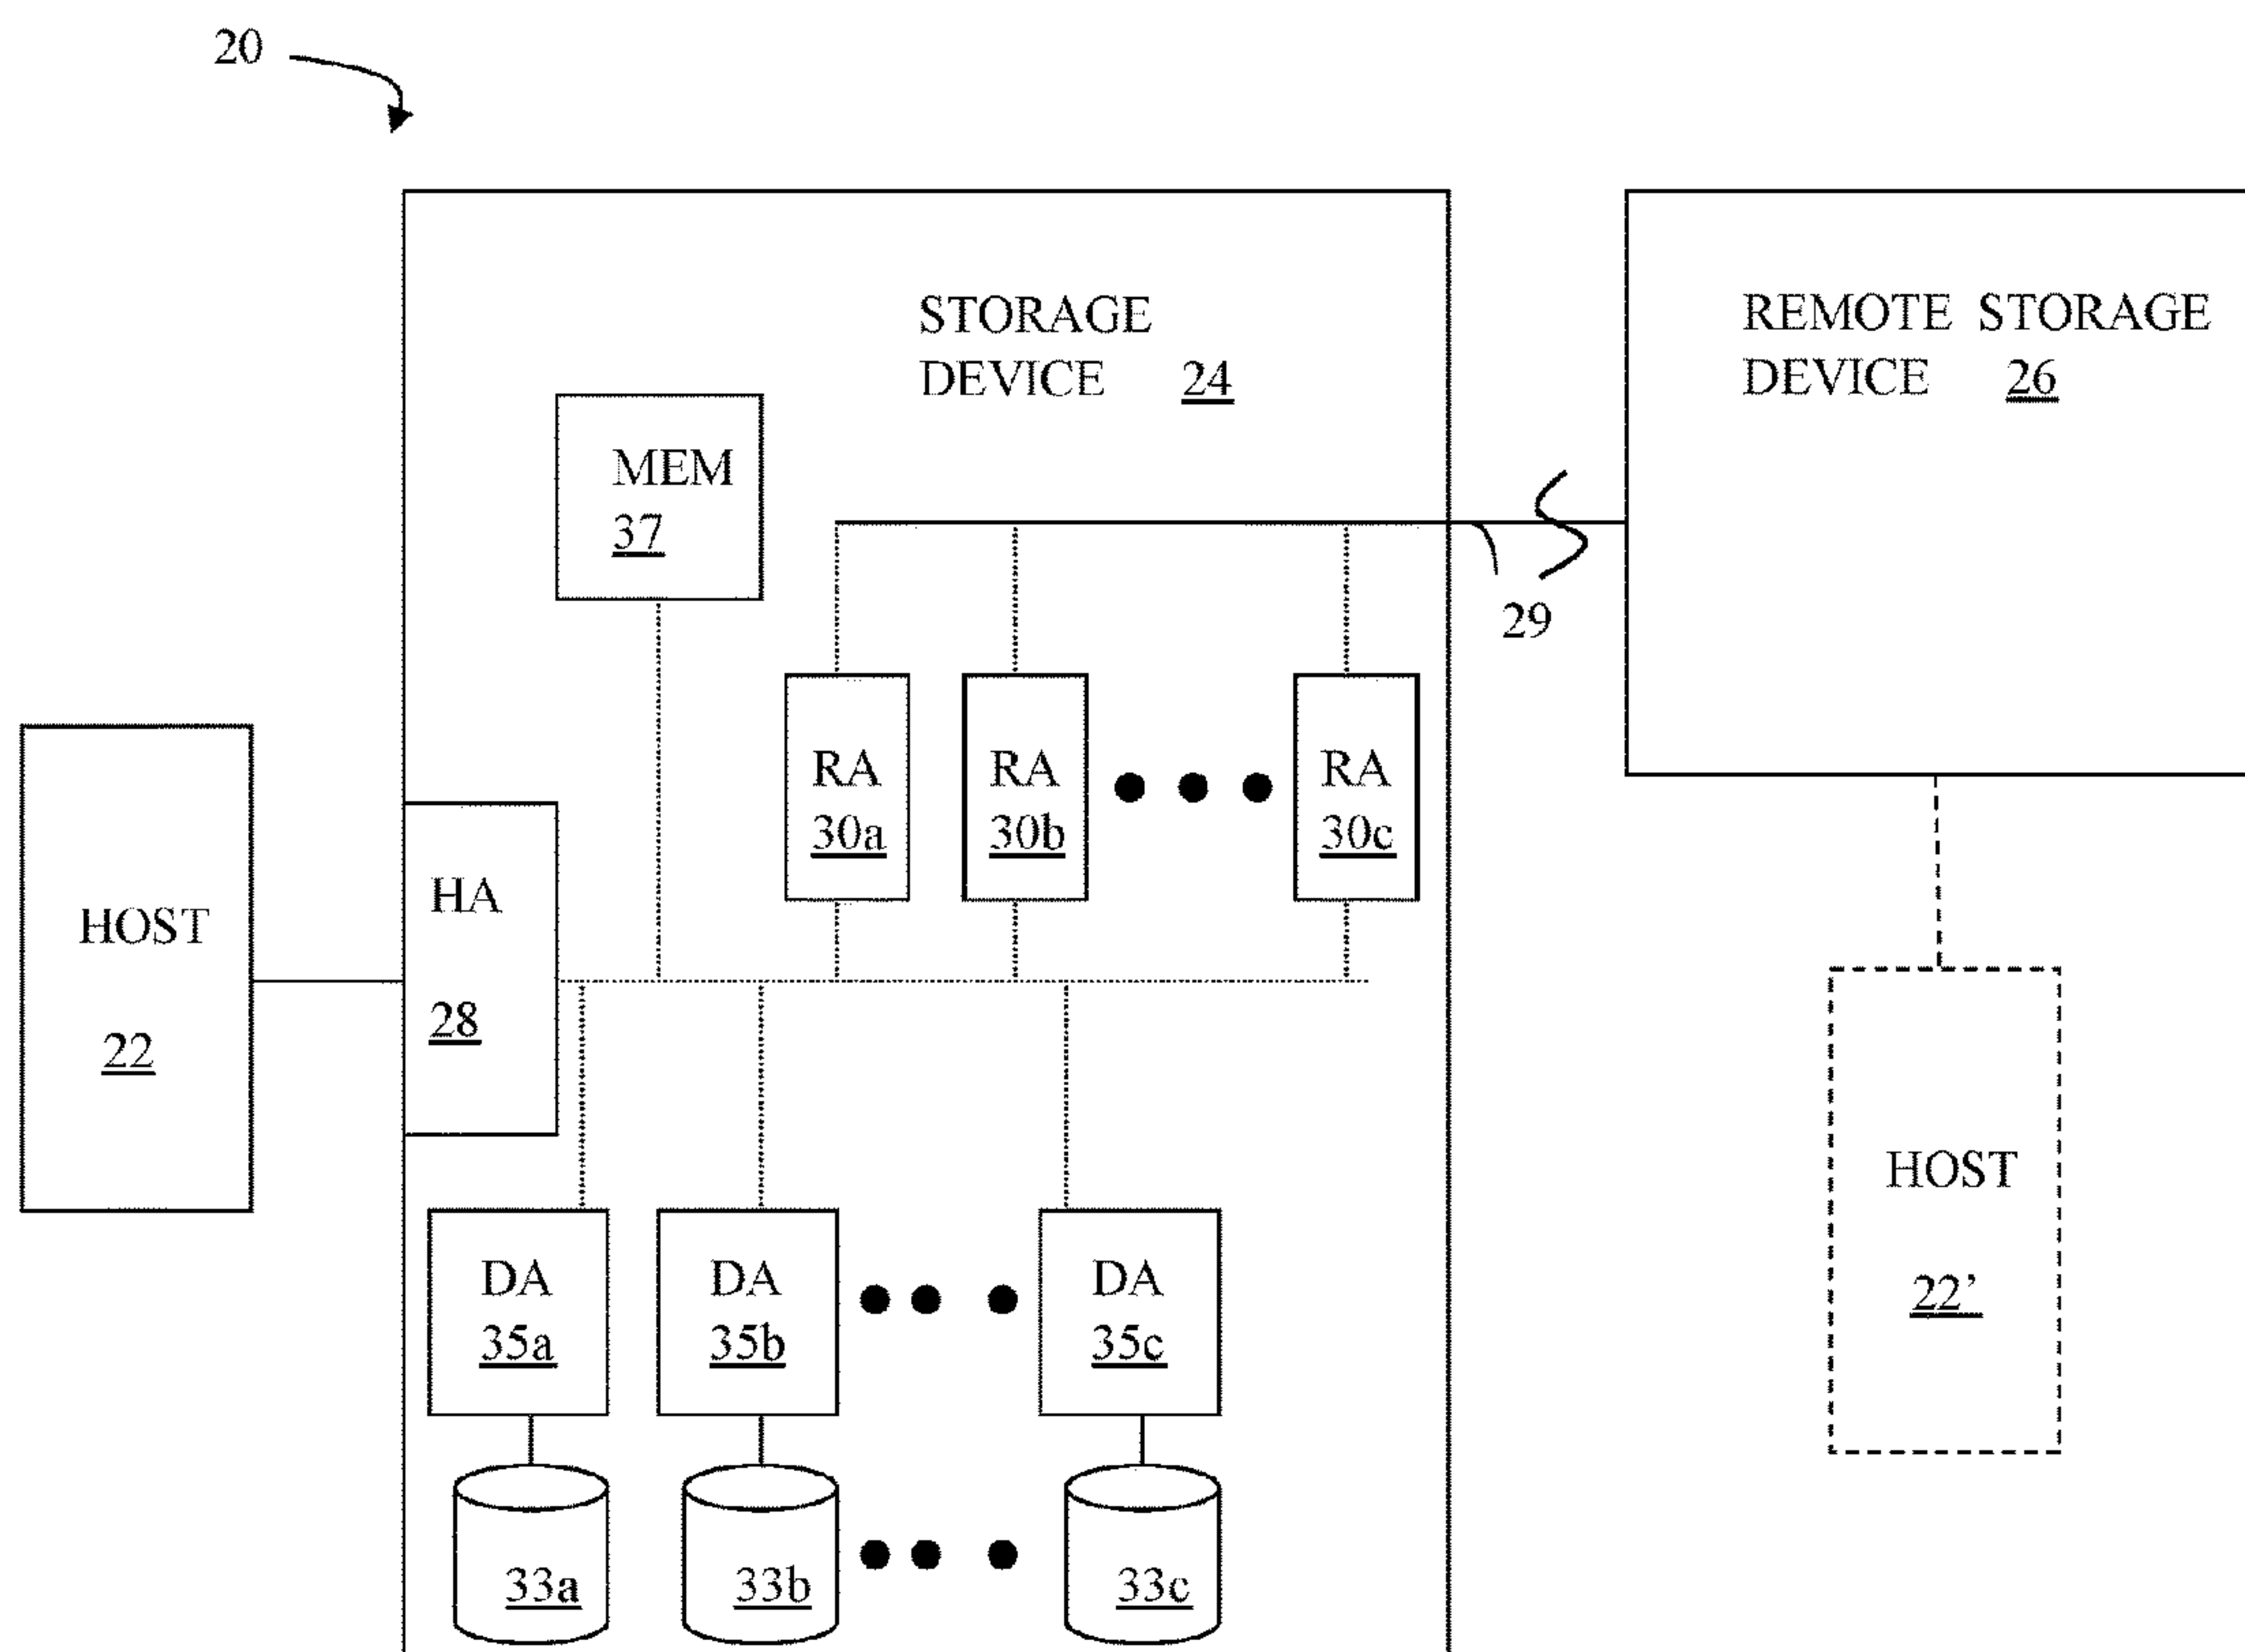 20
STORAGE
DEVICE 24
REMOTE STORAGE
DEVICE 26
MEM
37
29
RA
30a
RA
30b
RA
30c
HOST
22
HA
28
HOST
22’
DA
35a
DA
35b
DA
35c
33a
33b
33c